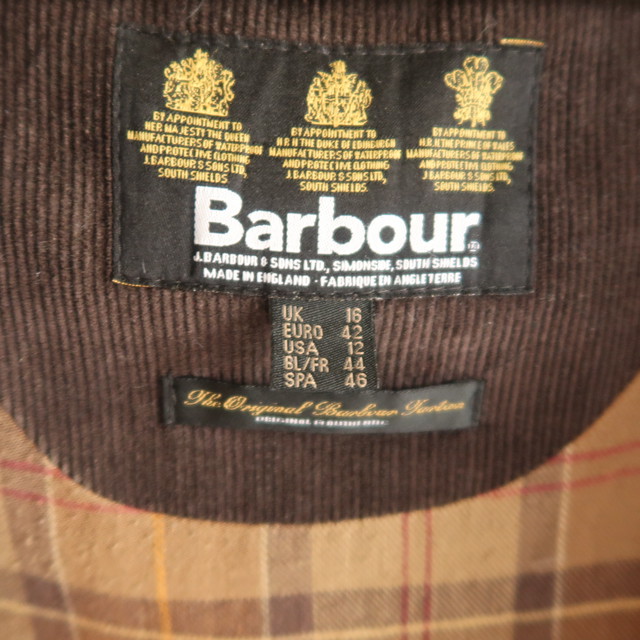 BY APPOINTMENT TO
HER MAJESTY THE QUEEN
MANUFACTURERS OF WATERPROOF
AND PROTECTIVE CLOTHING
J.BARBOUR & SONS LTD
SOUTH SHIELDS
BY APPOINTMENT TO
H.R.H. THE DUKE OF EDINBURGH
MANUFACTURERS OF WATERPROOF
AND PROTECTIVE CLOTHING
J.BARBOUR & SONS LTD
SOUTH SHIELDS
BY APPOINTMENT TO
H.R.H. THE PRINCE OF WALES
MANUFACTURERS OF WATERPROOF
AND PROTECTIVE CLOTHING
J.BARBOUR & SONS LTD
SOUTH SHIELDS
Barbour®
J.BARBOUR & SONS LTD., SIMONSIDE, SOUTH SHIELDS
MADE IN ENGLAND · FABRIQUE EN ANGLETERRE
UK 16
EURO 42
USA 12
BL/FR 44
SPA 46
The Original Barbour Tartan